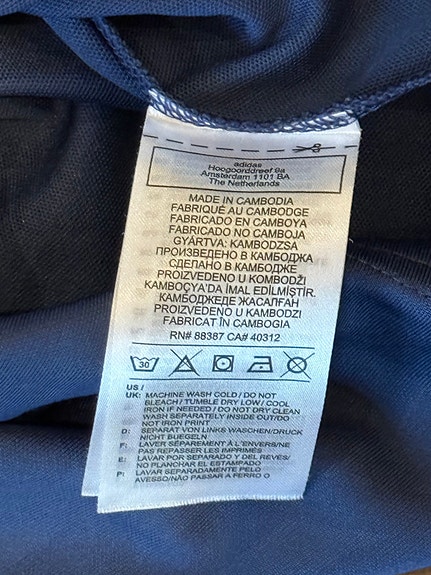 adidas
Hoogoorddreef 9a
Amsterdam 1101 BA
The Netherlands
MADE IN CAMBODIA
FABRIQUÉ AU CAMBODGE
FABRICADO EN CAMBOYA
FABRICADO NO CAMBOJA
GYÁRTVA: KAMBODZSA
ПРОИЗВЕДЕНО В КАМБОДЖА
СДЕЛАНО В КАМБОДЖЕ
PROIZVEDENO U KOMBODŽI
KAMBOÇYA'DA İMAL EDİLMİŞTİR.
КАМБОДЖЕДЕ ЖАСАЛҒАН
PROIZVEDENO U KAMBODZI
FABRICAT ÎN CAMBOGIA
RN# 88387 CA# 40312
30
US /
UK: MACHINE WASH COLD / DO NOT
BLEACH / TUMBLE DRY LOW / COOL
IRON IF NEEDED / DO NOT DRY CLEAN
WASH SEPARATELY INSIDE OUT/DO
NOT IRON PRINT
D: SEPARAT VON LINKS WASCHEN/DRUCK
NICHT BUEGELN
F: LAVER SÉPAREMENT À L'ENVERS/NE
PAS REPASSER LES IMPRIMÉS
E: LAVAR POR SEPARADO Y DEL REVÉS/
NO PLANCHAR EL ESTAMPADO
P: LAVAR SEPARADAMENTE PELO
AVESSO/NÃO PASSAR A FERRO O